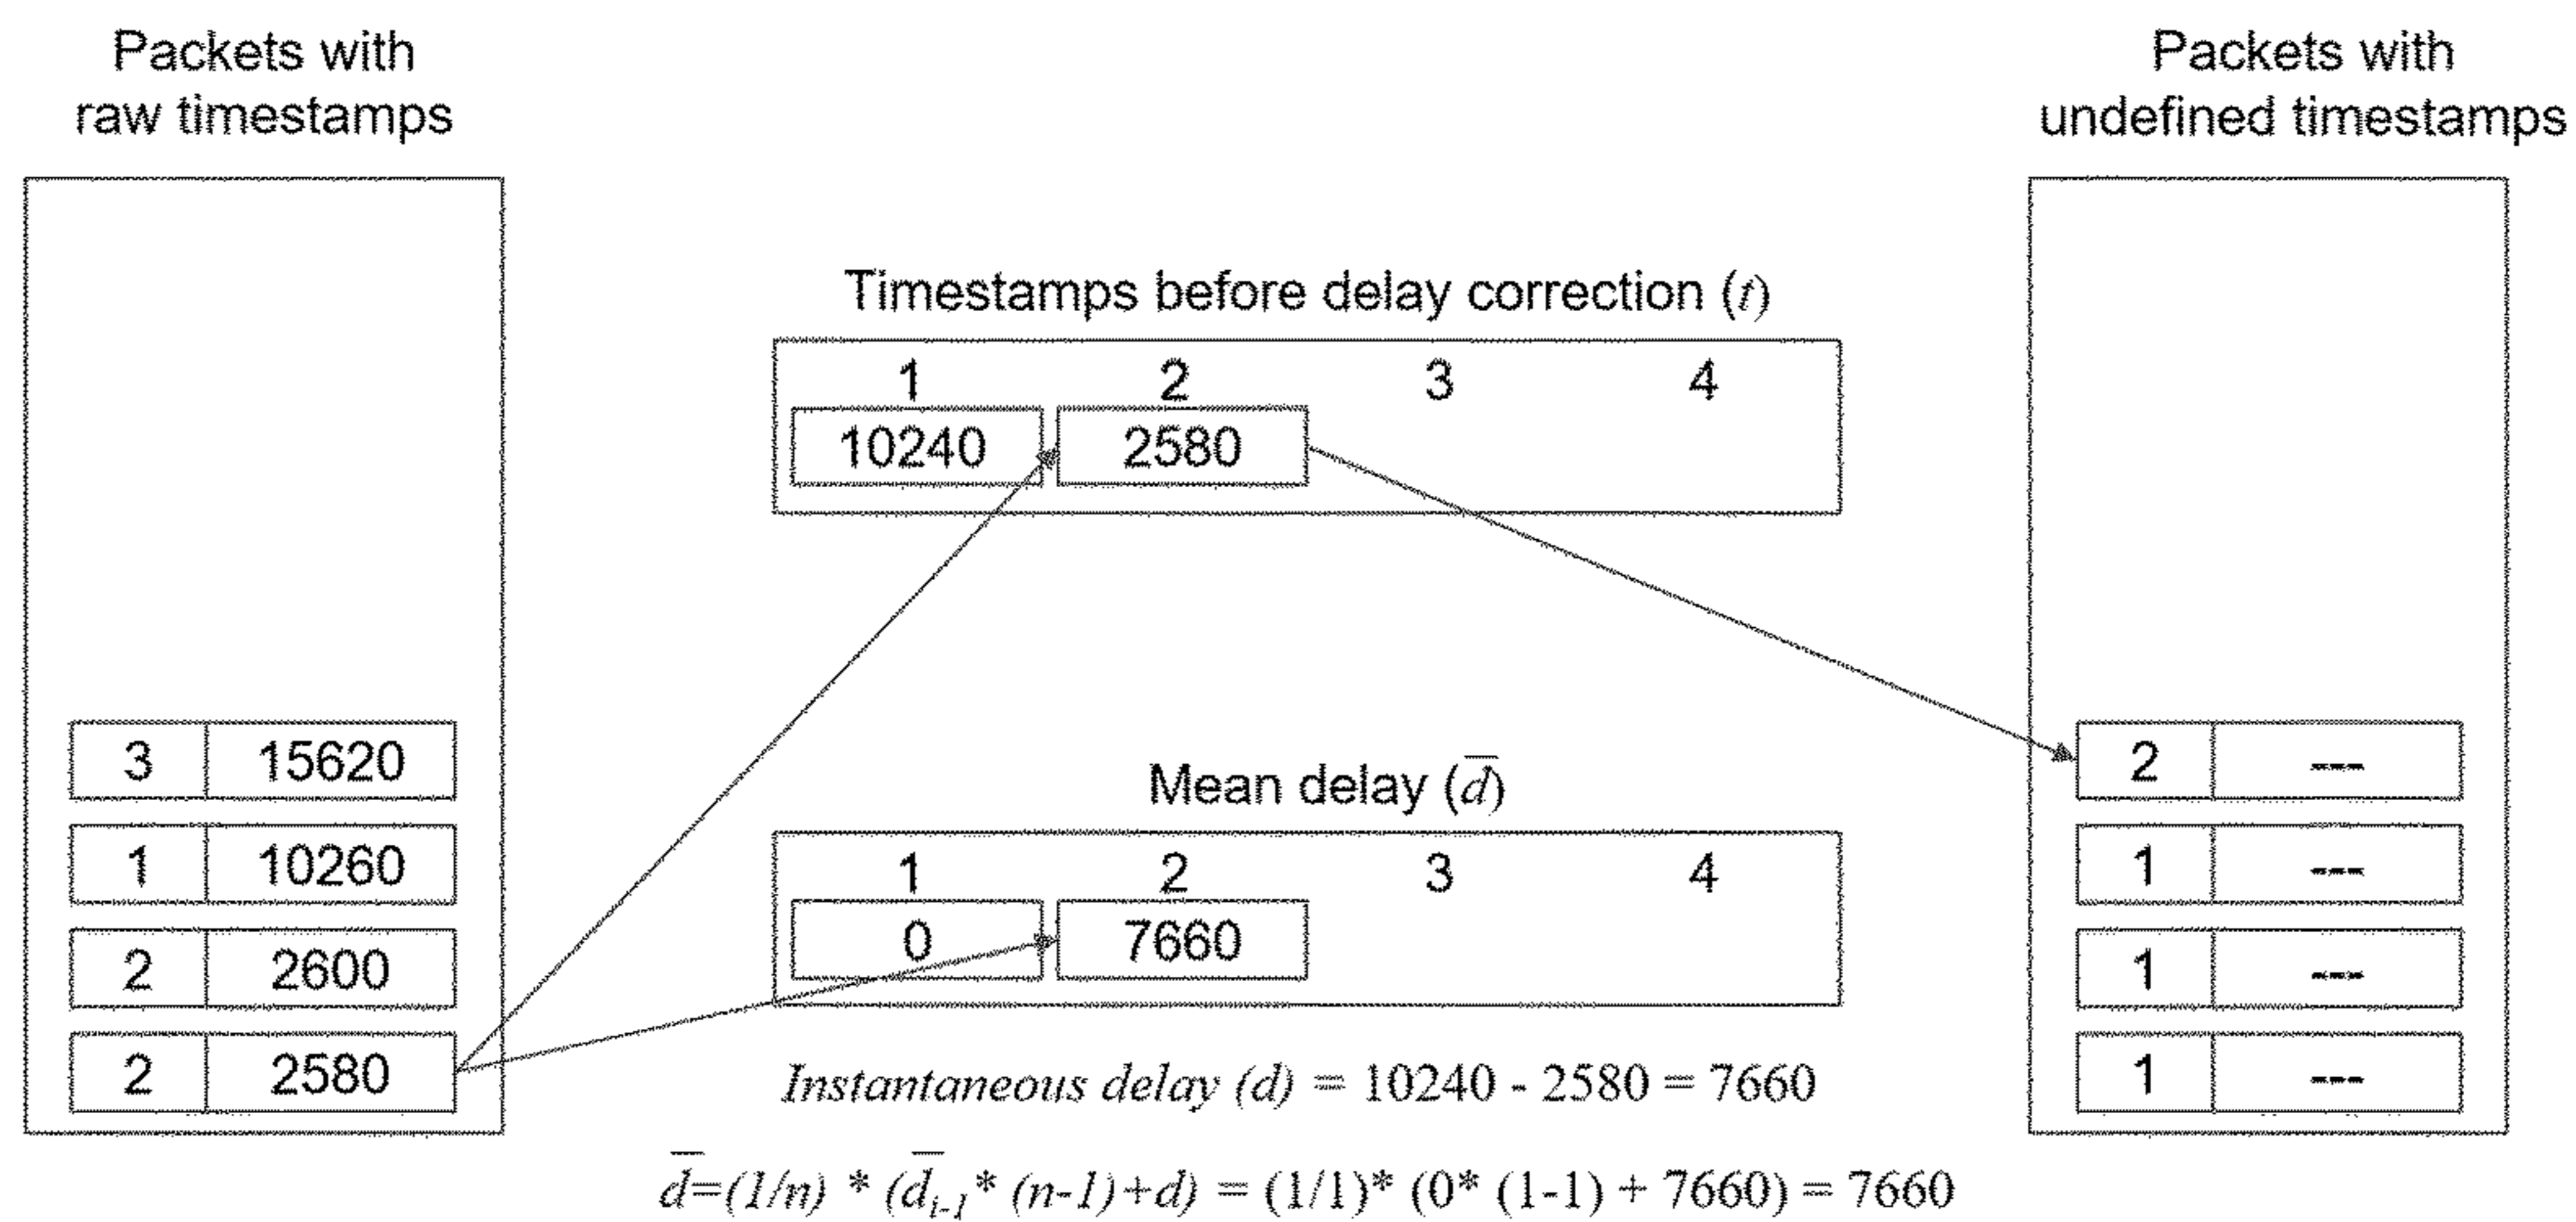 Packets with
raw timestamps
Packets with
undefined timestamps
Timestamps before delay correction (t)
1 2 3 4
10240 2580
3 15620
1 10260
2 2600
2 2580
Mean delay (d̅)
1 2 3 4
0 7660
2 ---
1 ---
1 ---
1 ---
Instantaneous delay (d) = 10240 - 2580 = 7660
d̅=(1/n) * (d̅i-1* (n-1)+d) = (1/1)* (0* (1-1) + 7660) = 7660